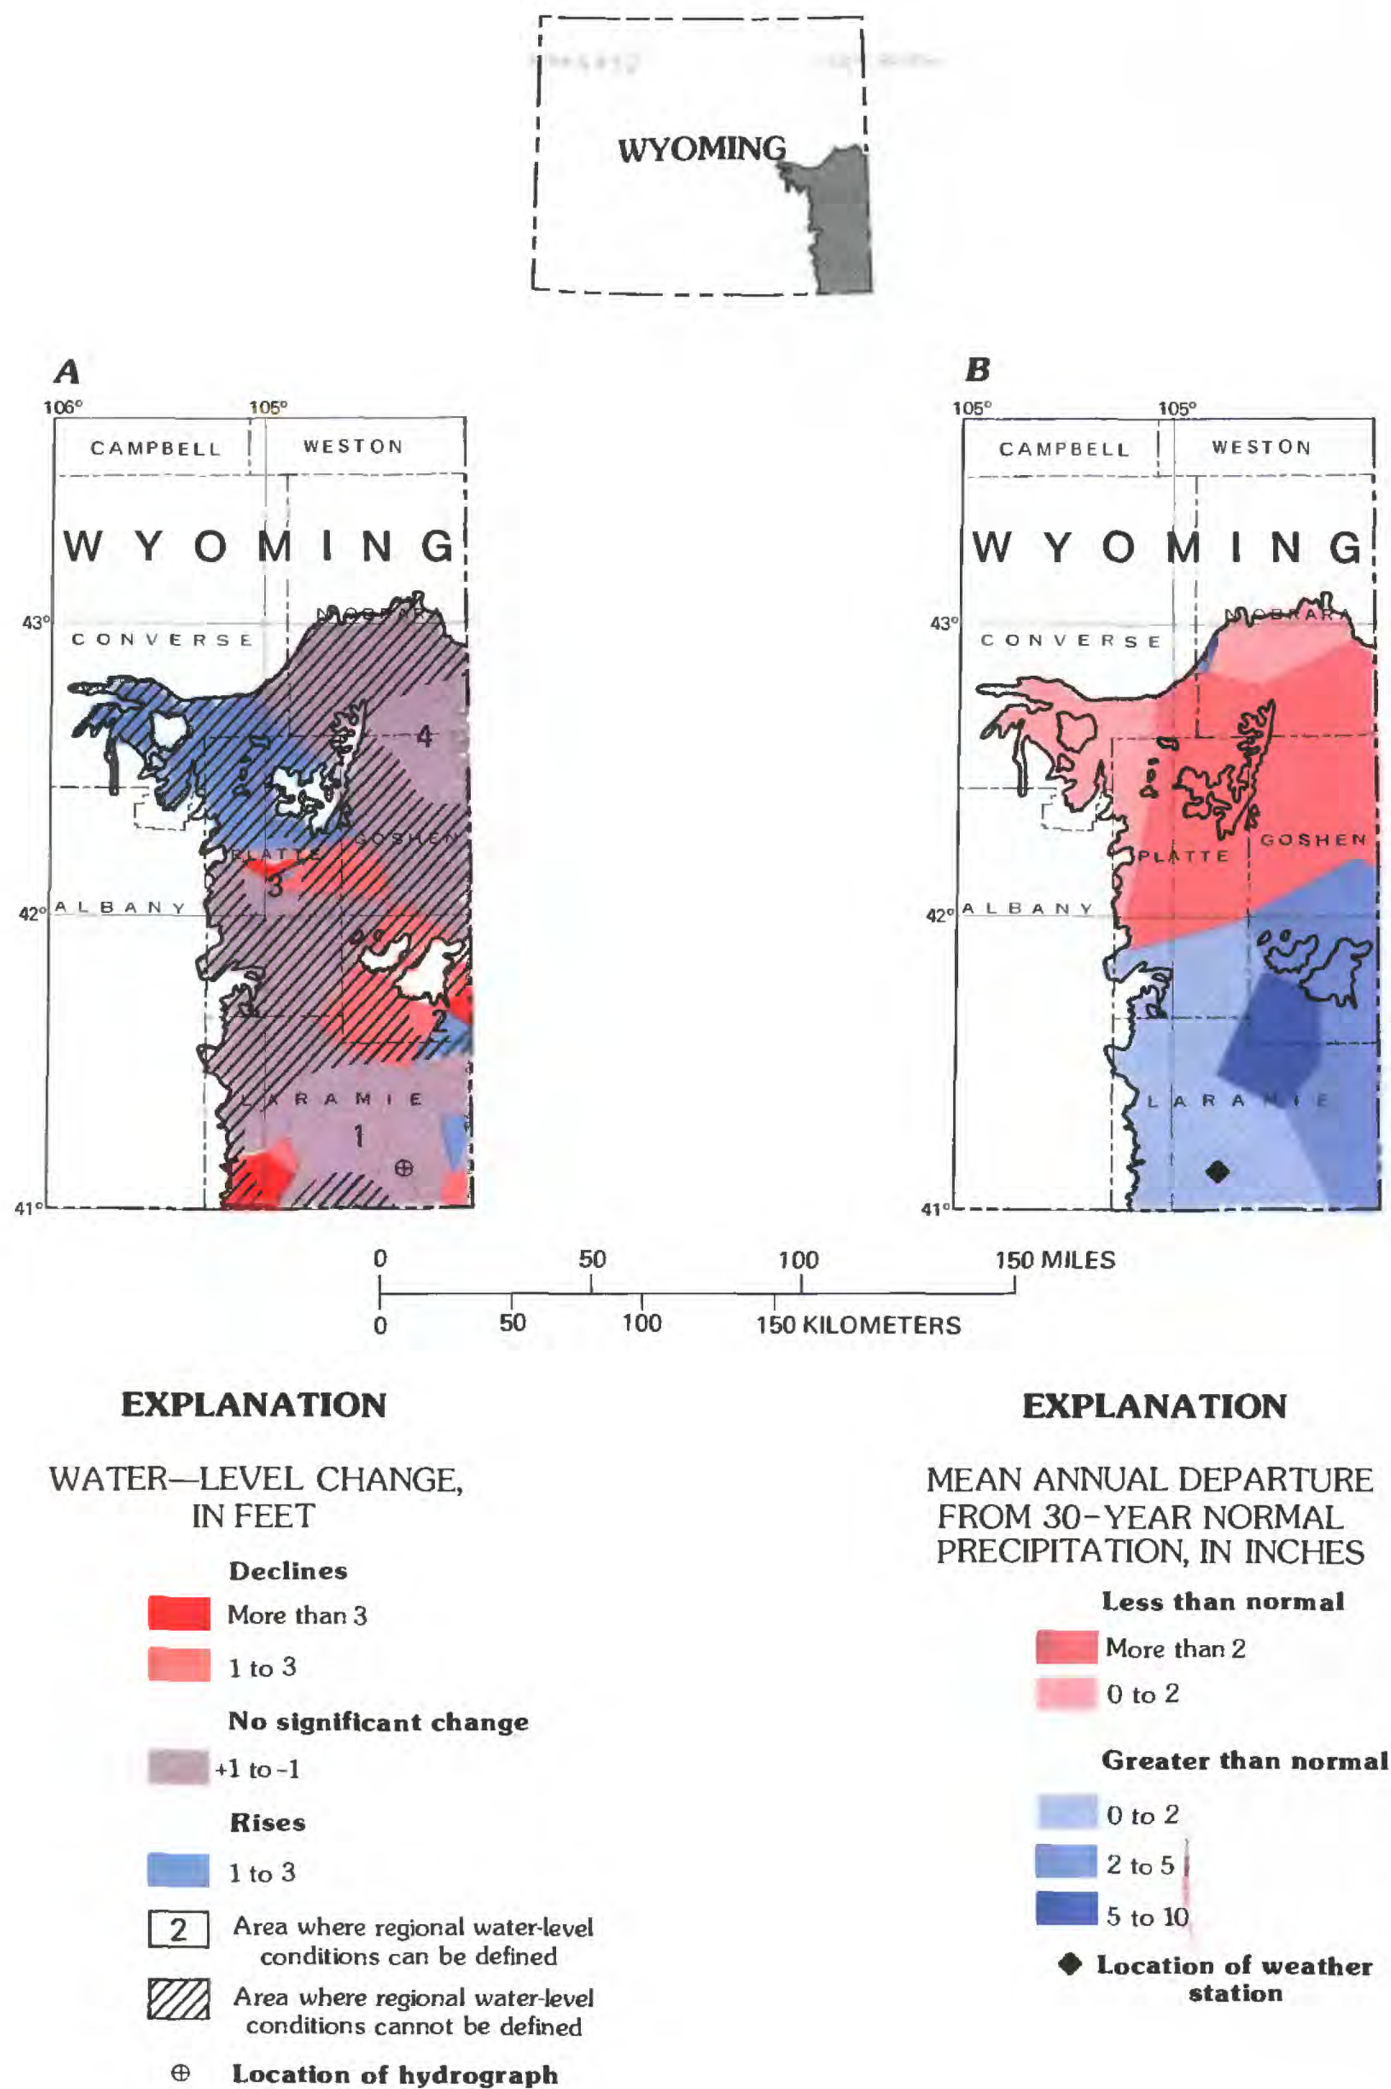 WYOMING
A
106° 105°
CAMPBELL WESTON
WYOMING
43°
NIOBRARA
CONVERSE
4
GOSHEN
PLATTE
3
42°
ALBANY
2
LARAMIE
1
41°
B
105° 105°
CAMPBELL WESTON
WYOMING
43°
NIOBRARA
CONVERSE
GOSHEN
PLATTE
42°
ALBANY
LARAMIE
41°
0 50 100 150 MILES
0 50 100 150 KILOMETERS
EXPLANATION
WATER—LEVEL CHANGE,
IN FEET
Declines
More than 3
1 to 3
No significant change
+1 to -1
Rises
1 to 3
2 Area where regional water-level
conditions can be defined
Area where regional water-level
conditions cannot be defined
Location of hydrograph
EXPLANATION
MEAN ANNUAL DEPARTURE
FROM 30-YEAR NORMAL
PRECIPITATION, IN INCHES
Less than normal
More than 2
0 to 2
Greater than normal
0 to 2
2 to 5
5 to 10
Location of weather
station